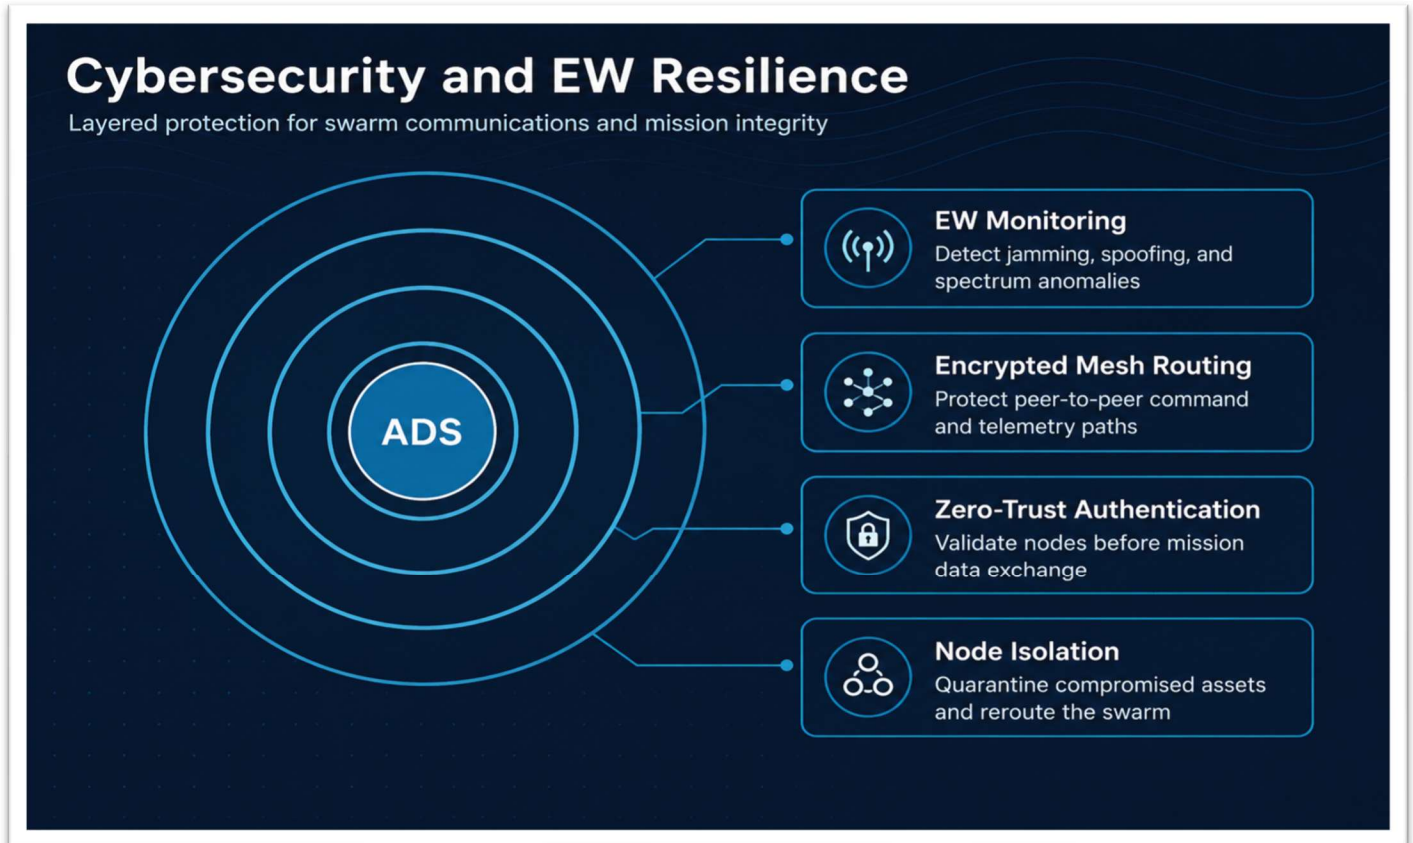 Cybersecurity and EW Resilience
Layered protection for swarm communications and mission integrity
ADS
EW Monitoring
Detect jamming, spoofing, and
spectrum anomalies
Encrypted Mesh Routing
Protect peer-to-peer command
and telemetry paths
Zero-Trust Authentication
Validate nodes before mission
data exchange
Node Isolation
Quarantine compromised assets
and reroute the swarm